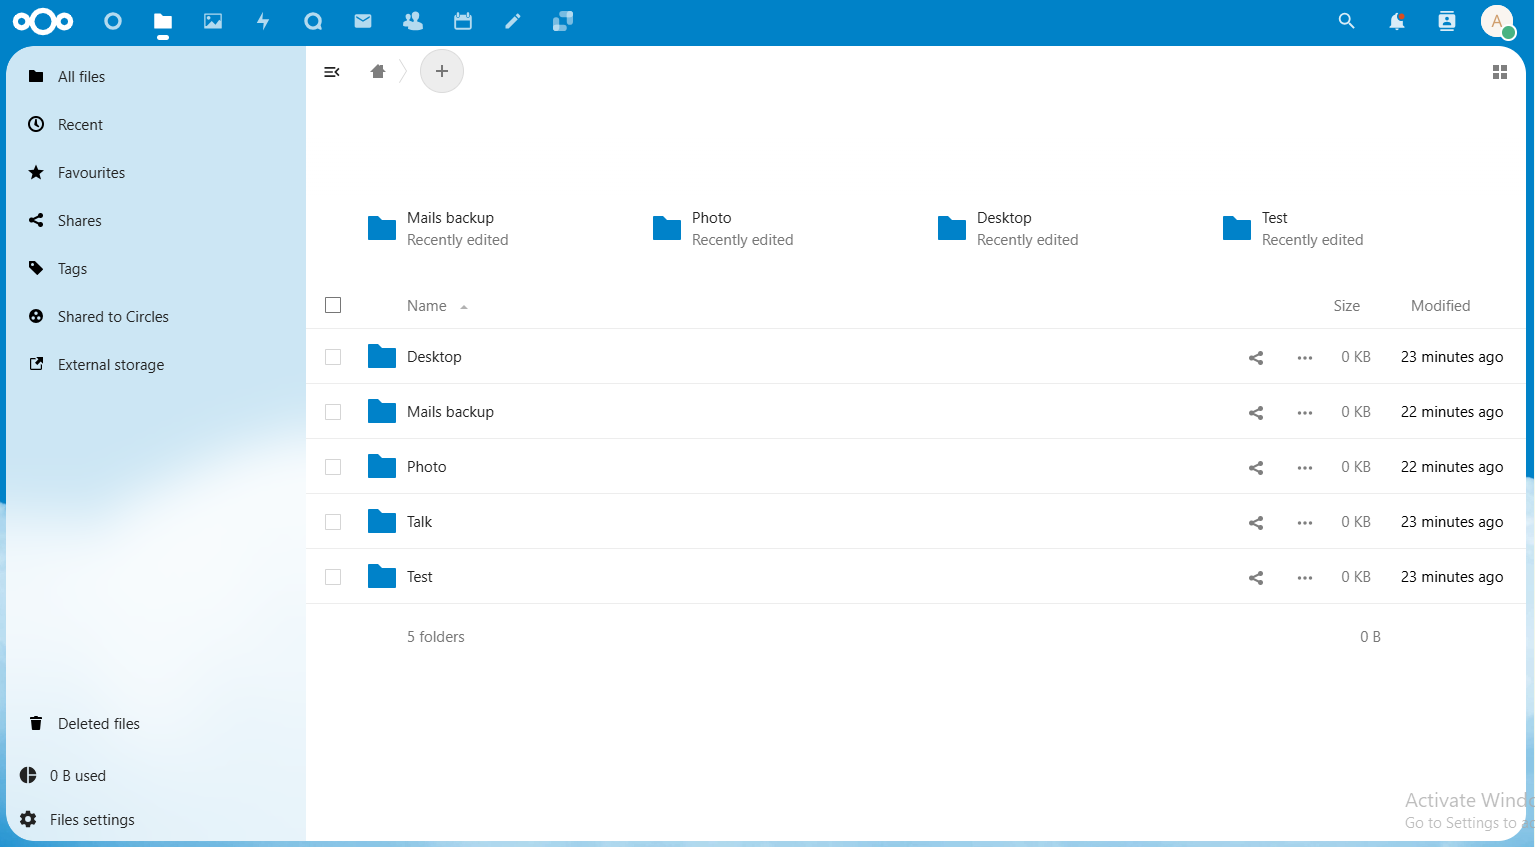 A
All files
Recent
Favourites
Shares
Tags
Shared to Circles
External storage
Mails backup
Recently edited
Photo
Recently edited
Desktop
Recently edited
Test
Recently edited
Name Size Modified
Desktop 0 KB 23 minutes ago
Mails backup 0 KB 22 minutes ago
Photo 0 KB 22 minutes ago
Talk 0 KB 23 minutes ago
Test 0 KB 23 minutes ago
5 folders 0 B
Deleted files
0 B used
Files settings
Activate Windo
Go to Settings to a